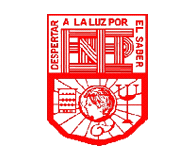 DESPERTAR A LA LUZ POR EL SABER
ENP